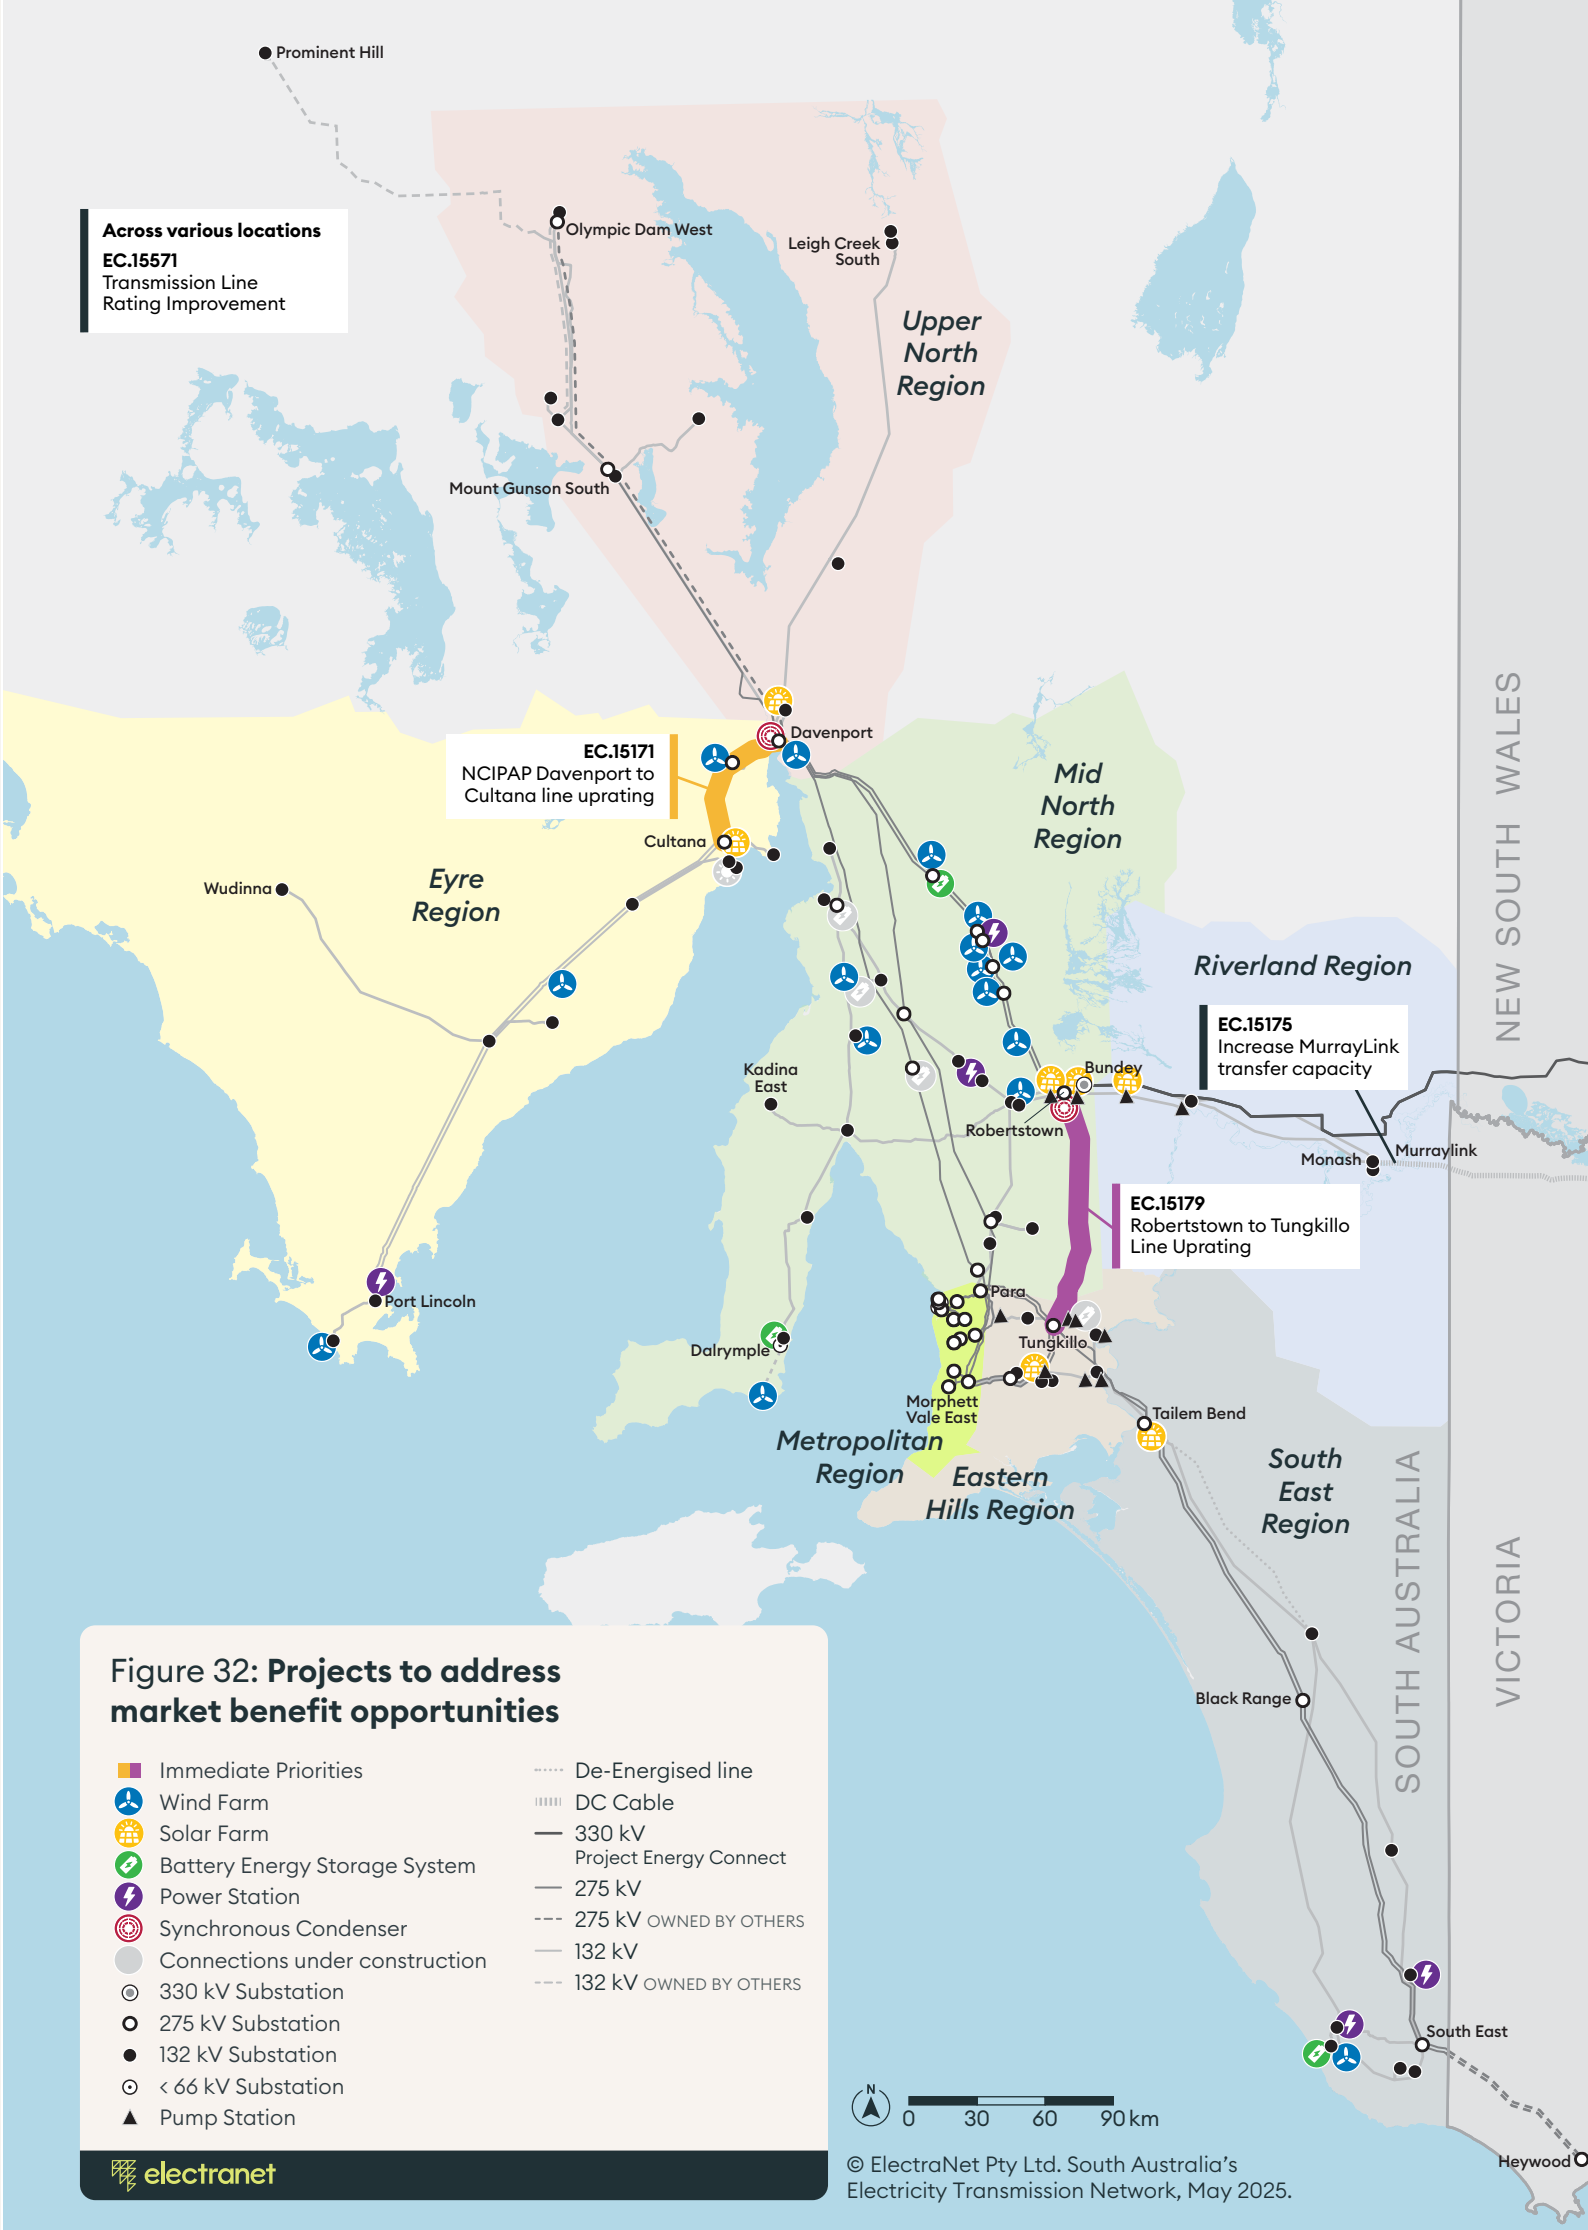 Prominent Hill
Across various locations
EC.15571
Transmission Line
Rating Improvement
Olympic Dam West
Leigh Creek
South
Upper
North
Region
Mount Gunson South
Davenport
EC.15171
NCIPAP Davenport to
Cultana line uprating
Mid
North
Region
Cultana
Eyre
Region
Wudinna
NEW SOUTH WALES
Riverland Region
EC.15175
Increase MurrayLink
transfer capacity
Kadina
East
Bundey
Robertstown
Monash
Murraylink
EC.15179
Robertstown to Tungkillo
Line Uprating
Port Lincoln
Para
Tungkillo
Dalrymple
Morphett
Vale East
Tailem Bend
Metropolitan
Region
Eastern
Hills Region
South
East
Region
SOUTH AUSTRALIA
VICTORIA
Black Range
South East
Heywood
Figure 32: Projects to address
market benefit opportunities
Immediate Priorities
Wind Farm
Solar Farm
Battery Energy Storage System
Power Station
Synchronous Condenser
Connections under construction
330 kV Substation
275 kV Substation
132 kV Substation
< 66 kV Substation
Pump Station
De-Energised line
DC Cable
330 kV
Project Energy Connect
275 kV
275 kV OWNED BY OTHERS
132 kV
132 kV OWNED BY OTHERS
electranet
N
0 30 60 90 km
© ElectraNet Pty Ltd. South Australia's
Electricity Transmission Network, May 2025.